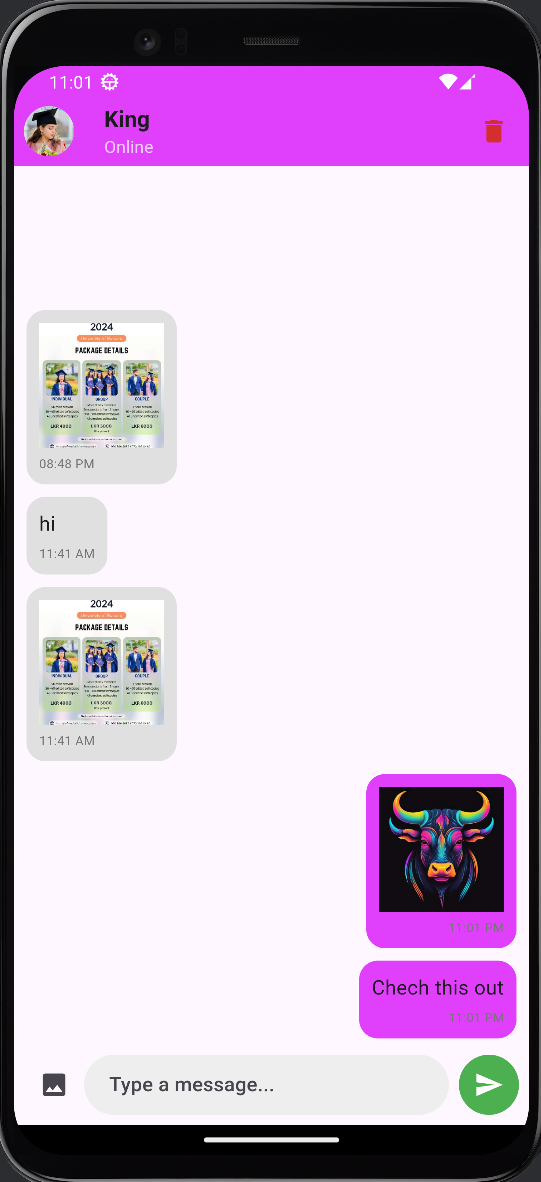 11:01
King
Online
2024
PACKAGE DETAILS
INDIVIDUAL
GROUP
COUPLE
LKR 4000
LKR 3000
LKR 6000
08:48 PM
hi
11:41 AM
2024
PACKAGE DETAILS
INDIVIDUAL
GROUP
COUPLE
LKR 4000
LKR 3000
LKR 6000
11:41 AM
11:01 PM
Chech this out
11:01 PM
Type a message...